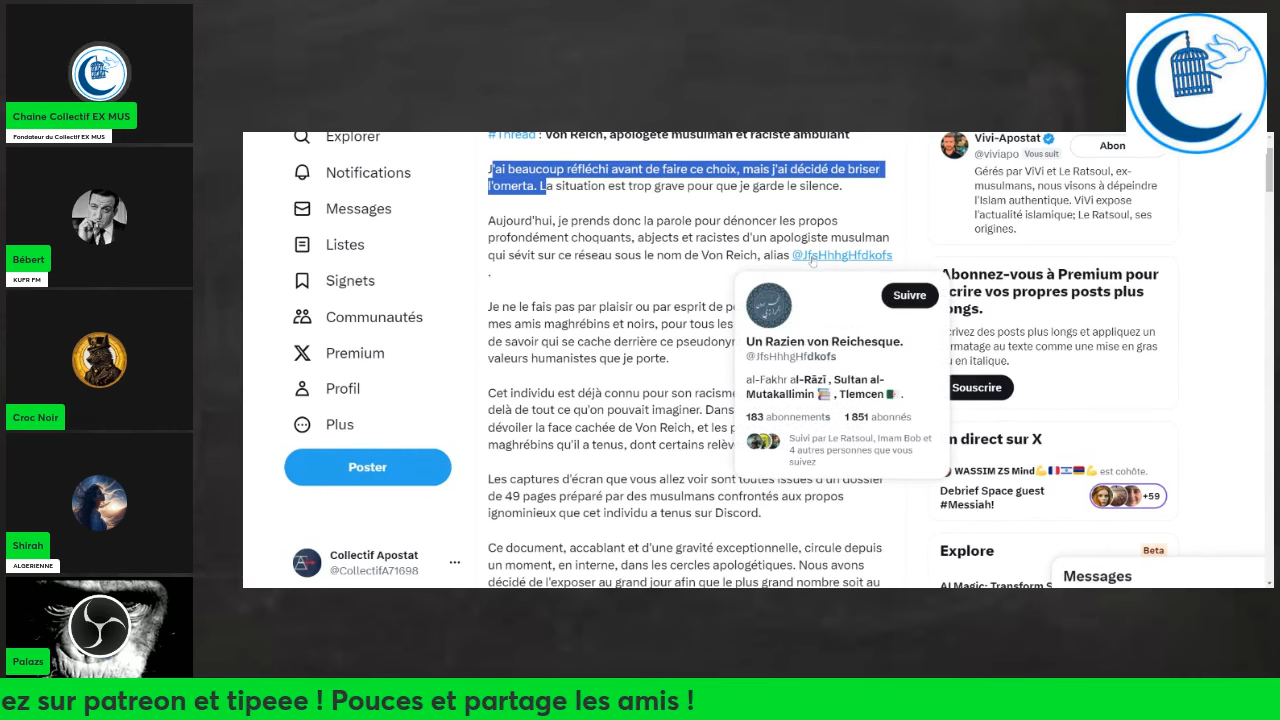 Chaine Collectif EX MUS
Fondateur du Collectif EX MUS
Bébert
KUFR FM
Croc Noir
Shirah
ALGERIENNE
Palazs
Explorer
Notifications
Messages
Listes
Signets
Communautés
Premium
Profil
Plus
Poster
Collectif Apostat
@CollectifA71698
#Thread : Von Reich, apologète musulman et raciste ambulant
J'ai beaucoup réfléchi avant de faire ce choix, mais j'ai décidé de briser
l'omerta. La situation est trop grave pour que je garde le silence.
Aujourd'hui, je prends donc la parole pour dénoncer les propos
profondément choquants, abjects et racistes d'un apologiste musulman
qui sévit sur ce réseau sous le nom de Von Reich, alias @JfsHhhgHfdkofs
.
Je ne le fais pas par plaisir ou par esprit de
mes amis maghrébins et noirs, pour tous les
de savoir qui se cache derrière ce pseudonym
valeurs humanistes que je porte.
Cet individu est déjà connu pour son racisme
delà de tout ce qu'on pouvait imaginer. Dans
dévoiler la face cachée de Von Reich, et les p
maghrébins qu'il a tenus, dont certains relèv
Les captures d'écran que vous allez voir sont toutes issues d'un dossier
de 49 pages préparé par des musulmans confrontés aux propos
ignominieux que cet individu a tenus sur Discord.
Ce document, accablant et d'une gravité exceptionnelle, circule depuis
un moment, en interne, dans les cercles apologétiques. Nous avons
décidé de l'exposer au grand jour afin que le plus grand nombre soit au
Suivre
Un Razien von Reichesque.
@JfsHhhgHfdkofs
al-Fakhr al-Rāzī , Sultan al-
Mutakallimin , Tlemcen .
183 abonnements 1 851 abonnés
Suivi par Le Ratsoul, Imam Bob et
4 autres personnes que vous
suivez
Vivi-Apostat
@viviapo Vous suit
Abon
Gérés par ViVi et Le Ratsoul, ex-
musulmans, nous visons à dépeindre
l'Islam authentique. ViVi expose
l'actualité islamique; Le Ratsoul, ses
origines.
Abonnez-vous à Premium pour
crire vos propres posts plus
ongs.
crivez des posts plus longs et appliquez un
rmatage au texte comme une mise en gras
u en italique.
Souscrire
n direct sur X
WASSIM ZS Mind est cohôte.
Debrief Space guest
#Messiah!
+59
Explore
Beta
AI Magic: Transform S
Messages
ez sur patreon et tipeee ! Pouces et partage les amis !